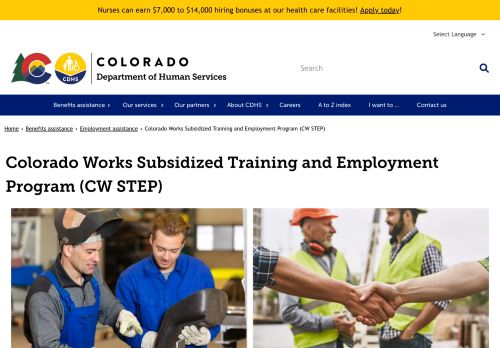 Nurses can earn $7,000 to $14,000 hiring bonuses at our health care facilities! Apply today!
Select Language
C
CDHS
COLORADO
Department of Human Services
Search
Benefits assistance
Our services
Our partners
About CDHS
Careers
A to Z index
I want to ...
Contact us
Home › Benefits assistance › Employment assistance › Colorado Works Subsidized Training and Employment Program (CW STEP)
Colorado Works Subsidized Training and Employment
Program (CW STEP)